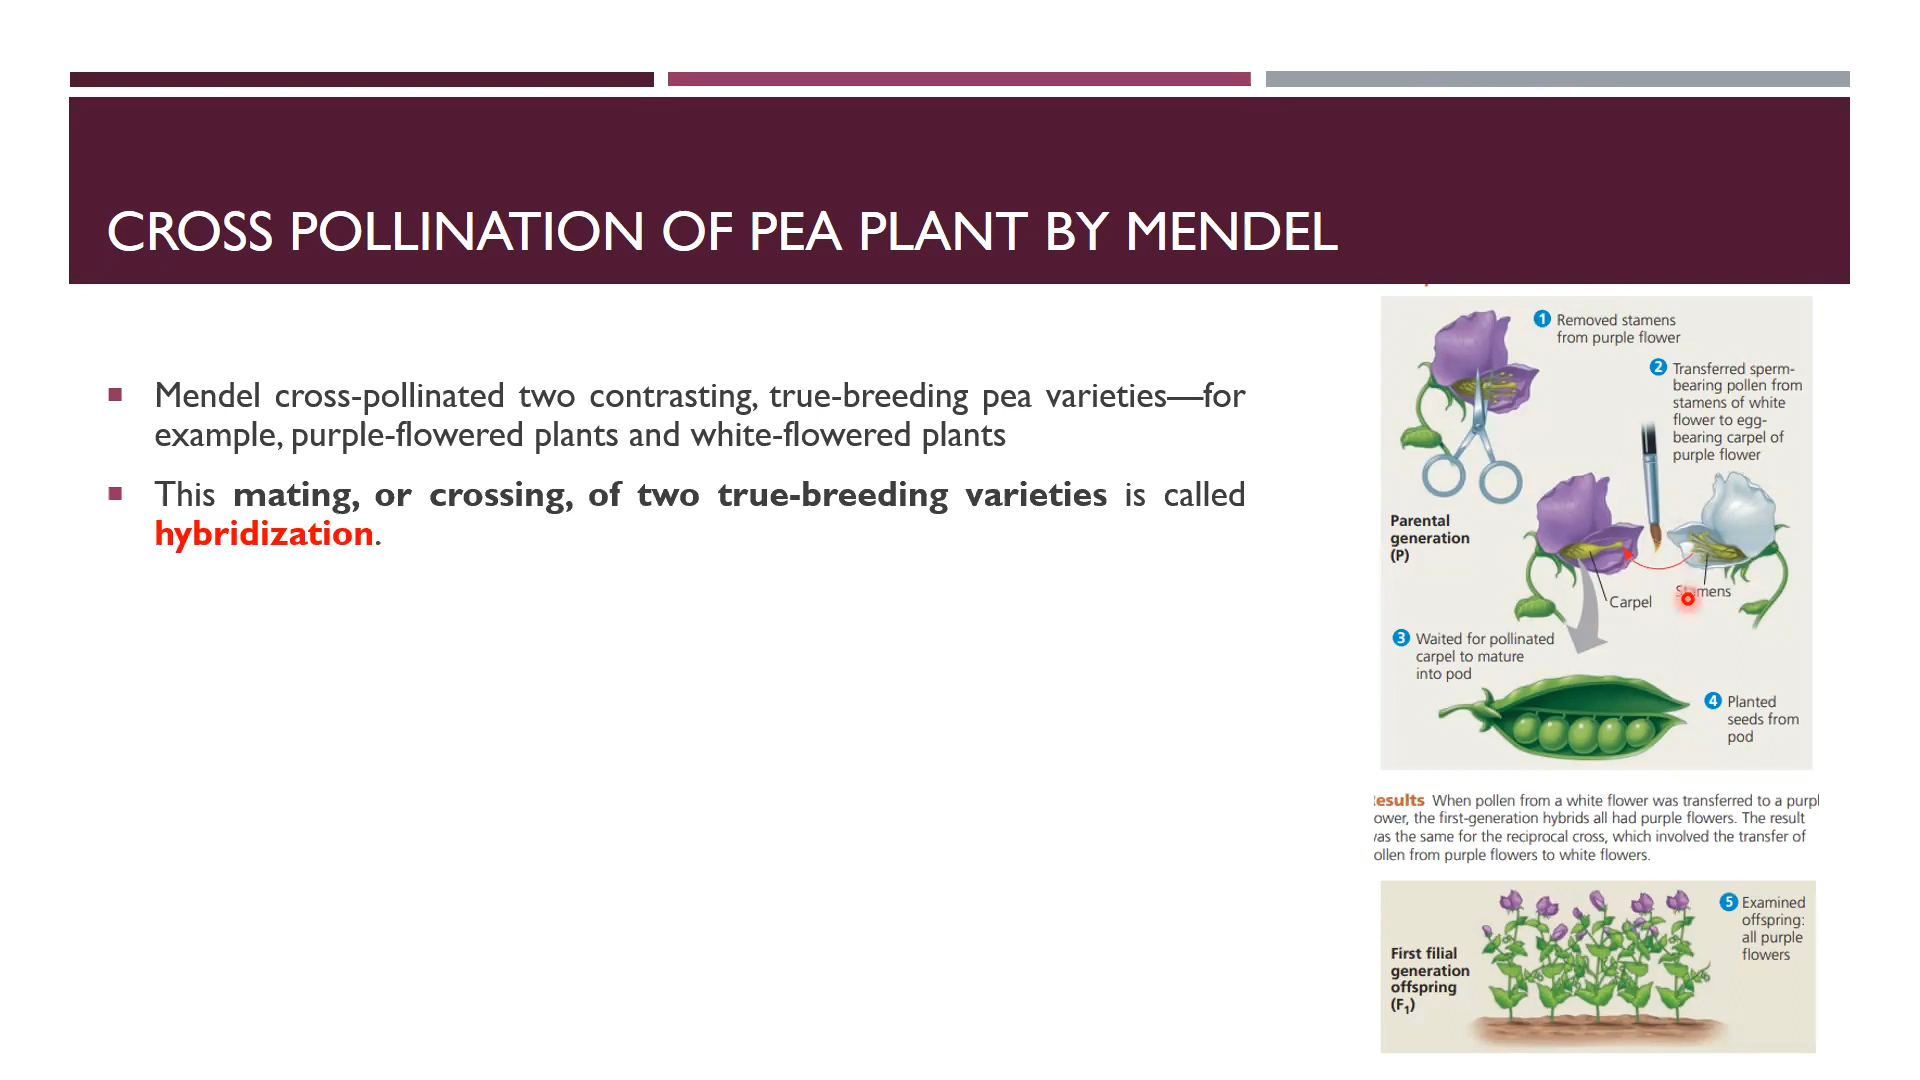 CROSS POLLINATION OF PEA PLANT BY MENDEL
Mendel cross-pollinated two contrasting, true-breeding pea varieties—for
example, purple-flowered plants and white-flowered plants
This mating, or crossing, of two true-breeding varieties is called
hybridization.
1 Removed stamens
from purple flower
2 Transferred sperm-
bearing pollen from
stamens of white
flower to egg-
bearing carpel of
purple flower
Parental
generation
(P)
Carpel
Stamens
3 Waited for pollinated
carpel to mature
into pod
4 Planted
seeds from
pod
esults When pollen from a white flower was transferred to a purpl
ower, the first-generation hybrids all had purple flowers. The result
as the same for the reciprocal cross, which involved the transfer of
ollen from purple flowers to white flowers.
5 Examined
offspring:
all purple
flowers
First filial
generation
offspring
(F₁)